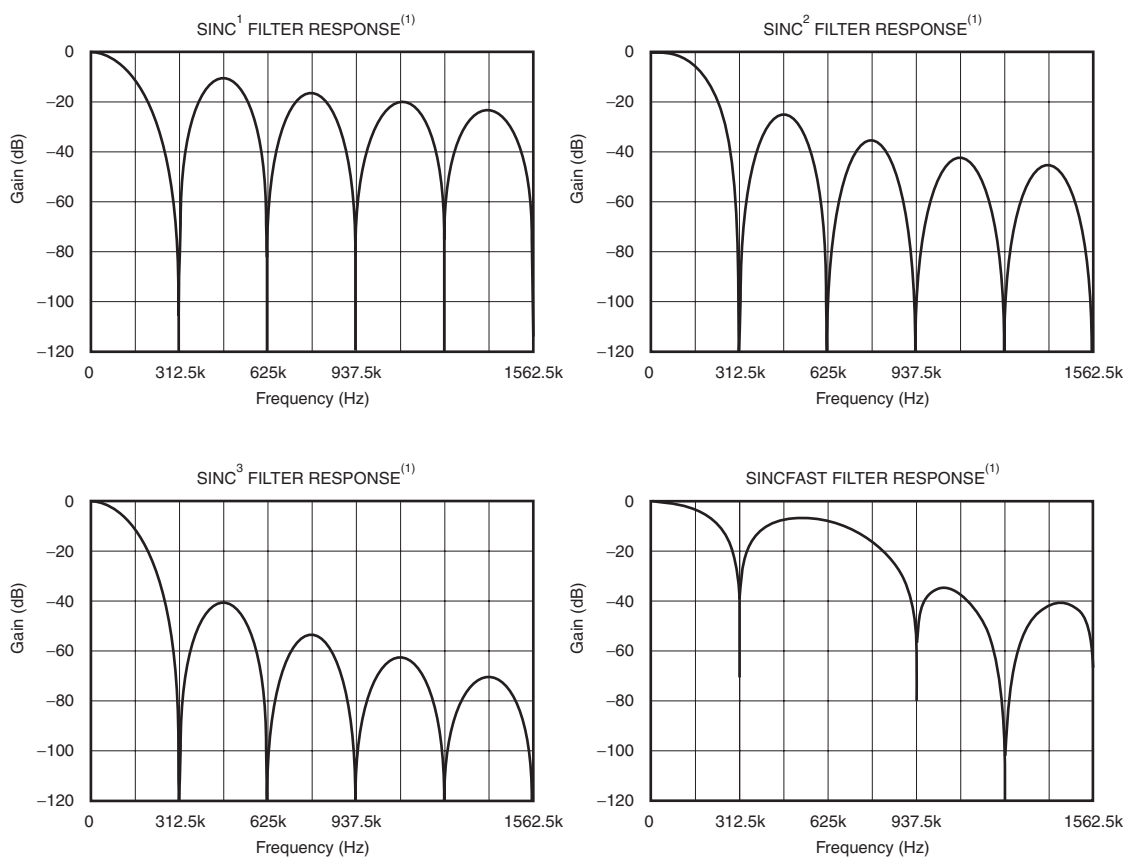 SINC¹ FILTER RESPONSE⁽¹⁾
0
–20
–40
–60
–80
–100
–120
Gain (dB)
0 312.5k 625k 937.5k 1562.5k
Frequency (Hz)
SINC² FILTER RESPONSE⁽¹⁾
0
–20
–40
–60
–80
–100
–120
Gain (dB)
0 312.5k 625k 937.5k 1562.5k
Frequency (Hz)
SINC³ FILTER RESPONSE⁽¹⁾
0
–20
–40
–60
–80
–100
–120
Gain (dB)
0 312.5k 625k 937.5k 1562.5k
Frequency (Hz)
SINCFAST FILTER RESPONSE⁽¹⁾
0
–20
–40
–60
–80
–100
–120
Gain (dB)
0 312.5k 625k 937.5k 1562.5k
Frequency (Hz)